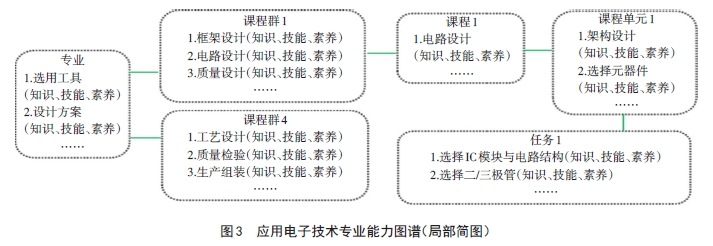 专业
1.选用工具
(知识、技能、素养)
2.设计方案
(知识、技能、素养)
……
课程群1
1.框架设计(知识、技能、素养)
2.电路设计(知识、技能、素养)
3.质量设计(知识、技能、素养)
……
课程群4
1.工艺设计(知识、技能、素养)
2.质量检验(知识、技能、素养)
3.生产组装(知识、技能、素养)
……
课程1
1.电路设计
(知识、技能、素养)
……
课程单元1
1.架构设计
(知识、技能、素养)
2.选择元器件
(知识、技能、素养)
……
任务1
1.选择IC模块与电路结构(知识、技能、素养)
2.选择二/三极管(知识、技能、素养)
……
图3 应用电子技术专业能力图谱(局部简图)